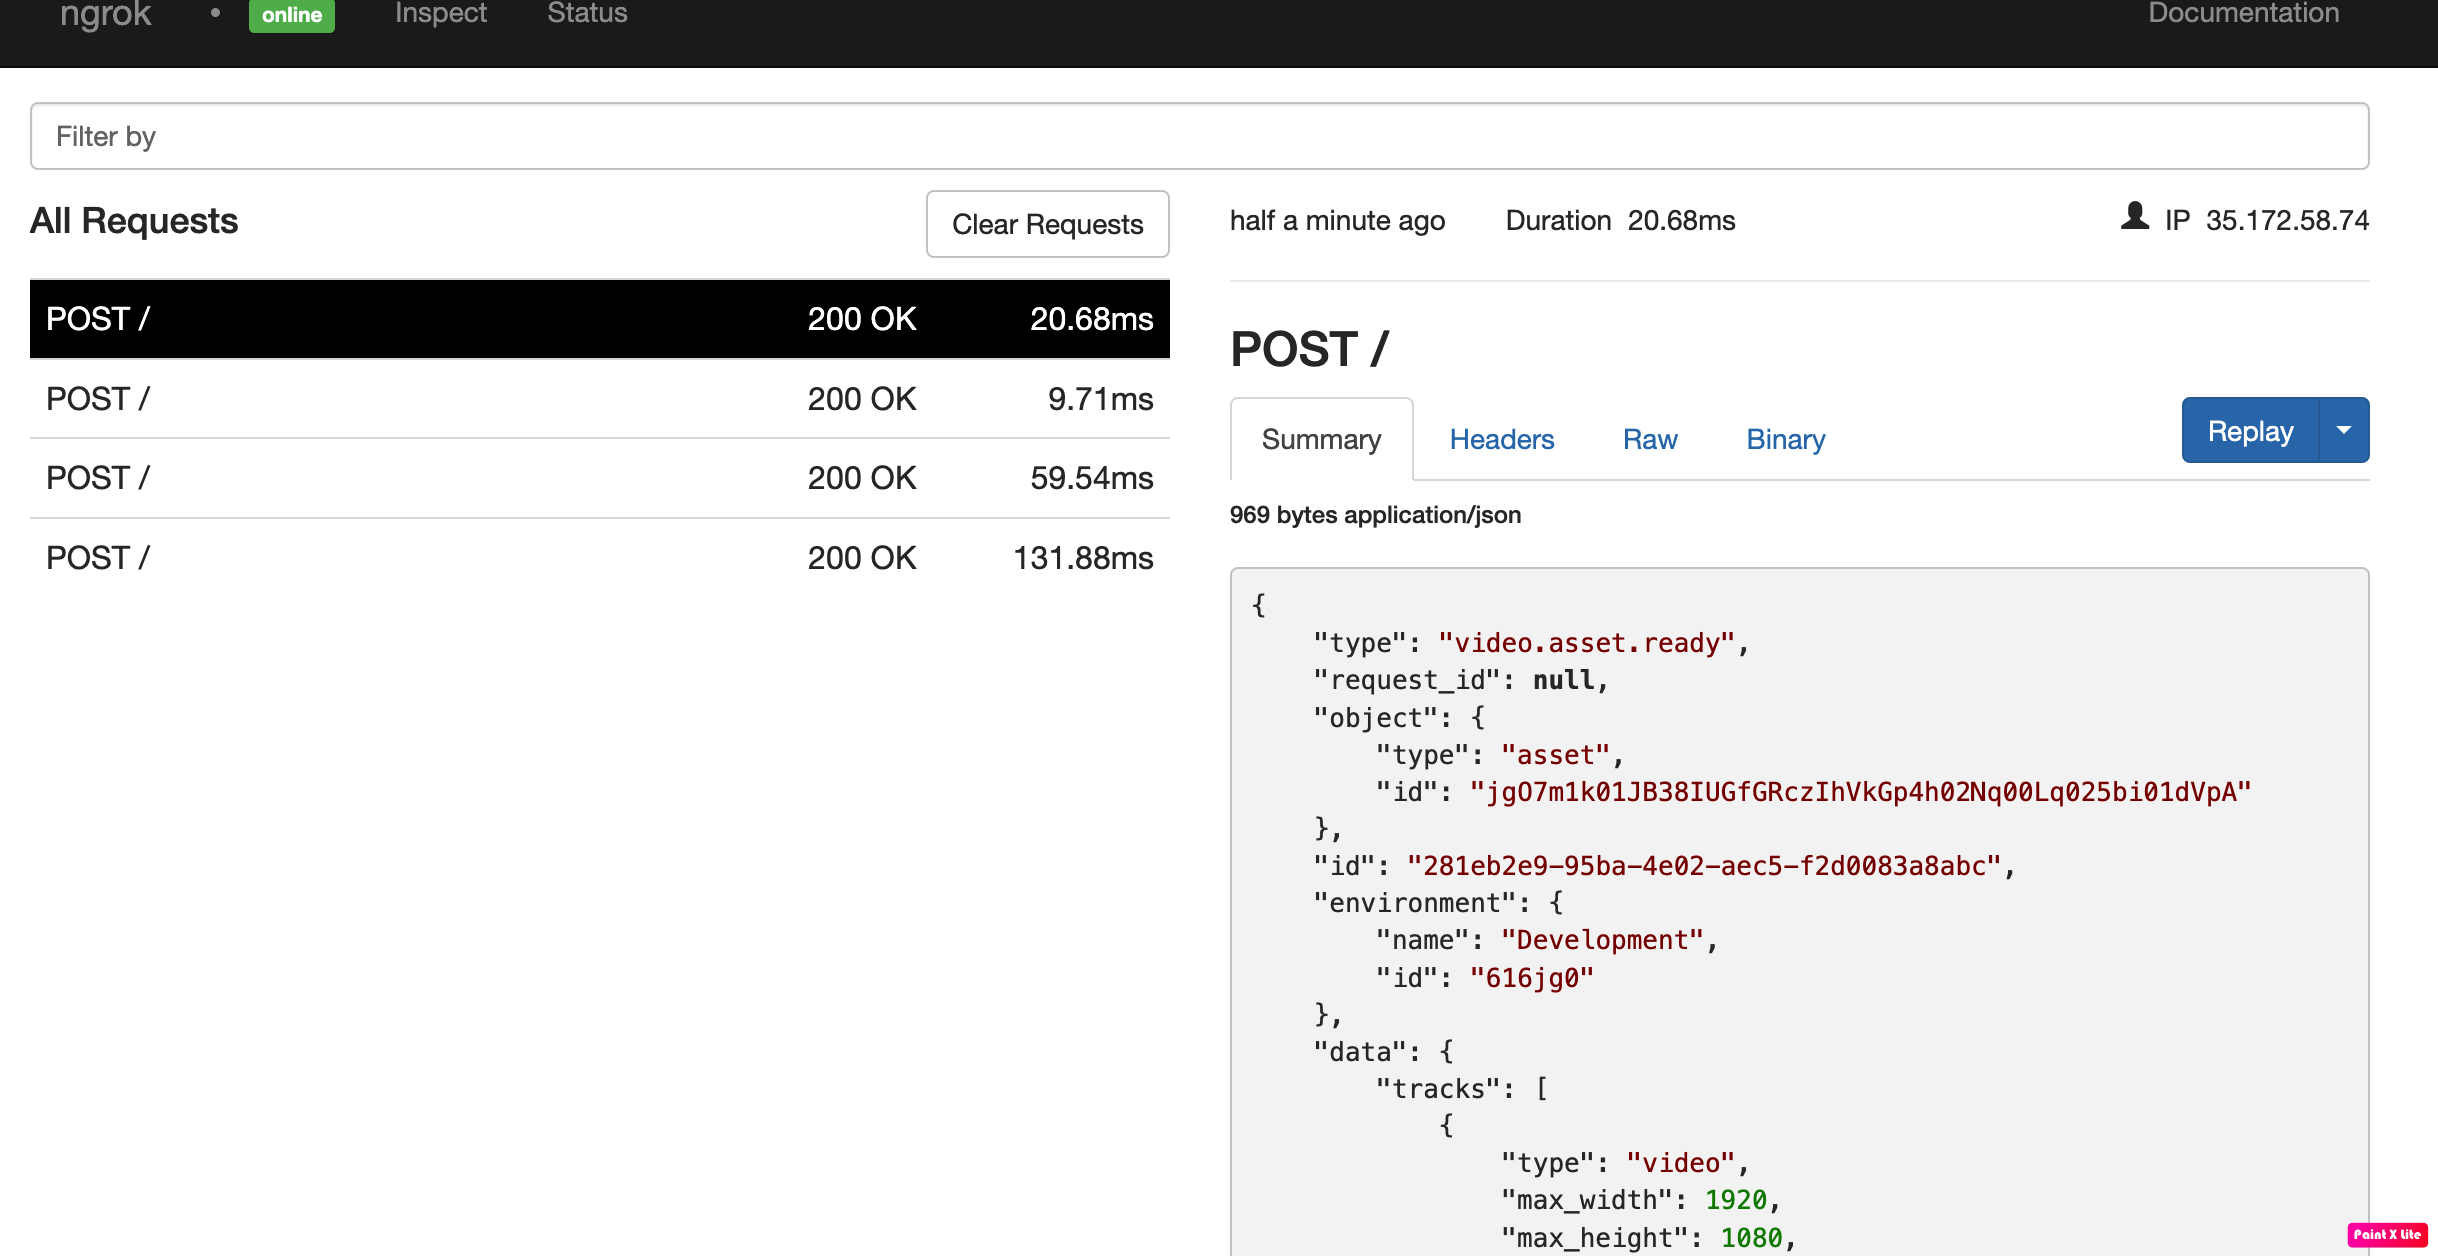 ngrok • online Inspect Status Documentation
Filter by
All Requests Clear Requests
POST / 200 OK 20.68ms
POST / 200 OK 9.71ms
POST / 200 OK 59.54ms
POST / 200 OK 131.88ms
half a minute ago Duration 20.68ms IP 35.172.58.74
POST /
Summary Headers Raw Binary Replay
969 bytes application/json
{
    "type": "video.asset.ready",
    "request_id": null,
    "object": {
        "type": "asset",
        "id": "jgO7m1k01JB38IUGfGRczIhVkGp4h02Nq00Lq025bi01dVpA"
    },
    "id": "281eb2e9-95ba-4e02-aec5-f2d0083a8abc",
    "environment": {
        "name": "Development",
        "id": "616jg0"
    },
    "data": {
        "tracks": [
            {
                "type": "video",
                "max_width": 1920,
                "max_height": 1080,
Paint X Lite